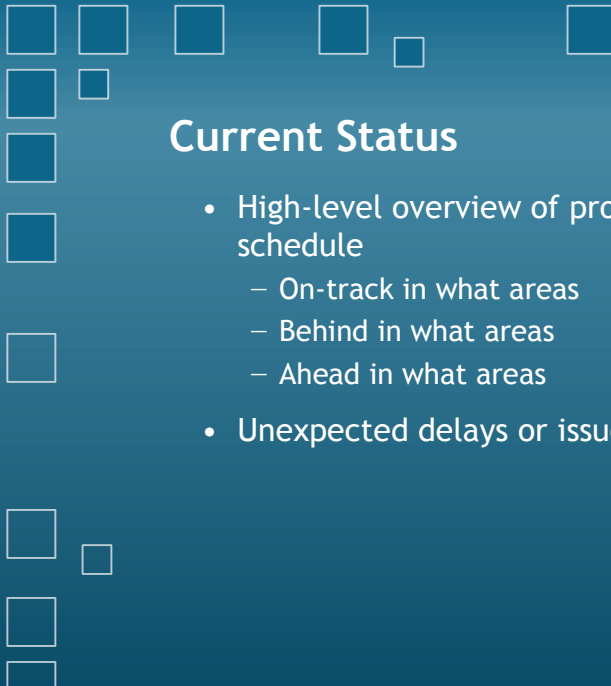 Current Status
• High-level overview of pro
schedule
– On-track in what areas
– Behind in what areas
– Ahead in what areas
• Unexpected delays or issu